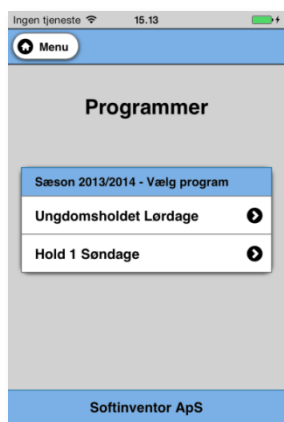 Ingen tjeneste 15.13
Menu
Programmer
Sæson 2013/2014 - Vælg program
Ungdomsholdet Lørdage
Hold 1 Søndage
Softinventor ApS